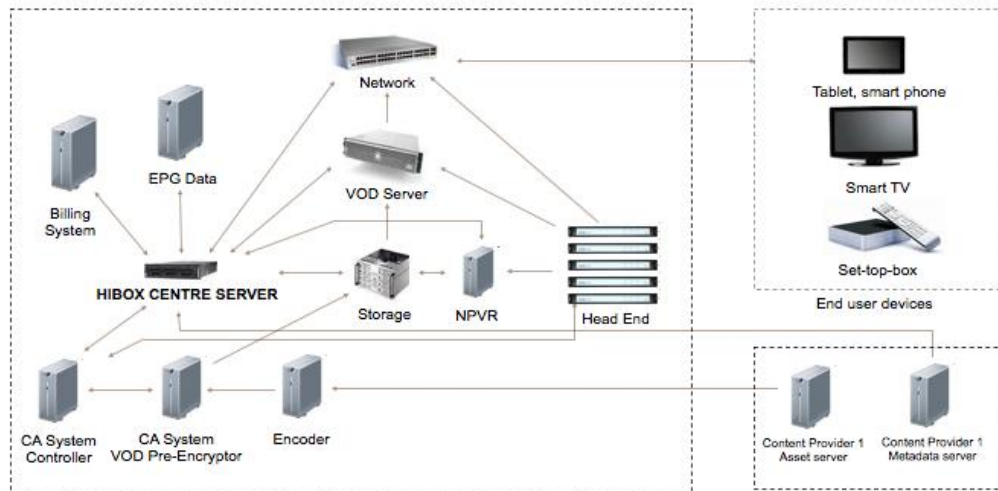 Network
Tablet, smart phone
EPG Data
VOD Server
Smart TV
Billing
System
Set-top-box
HIBOX CENTRE SERVER
Storage
NPVR
Head End
End user devices
CA System
Controller
CA System
VOD Pre-Encryptor
Encoder
Content Provider 1
Asset server
Content Provider 1
Metadata server